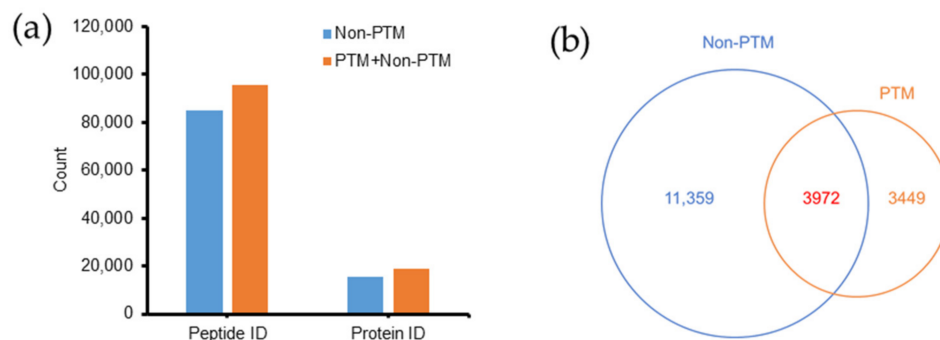 (a)
120,000
100,000
80,000
60,000
40,000
20,000
0
Count
Non-PTM
PTM+Non-PTM
Peptide ID
Protein ID
(b)
Non-PTM
PTM
11,359
3972
3449